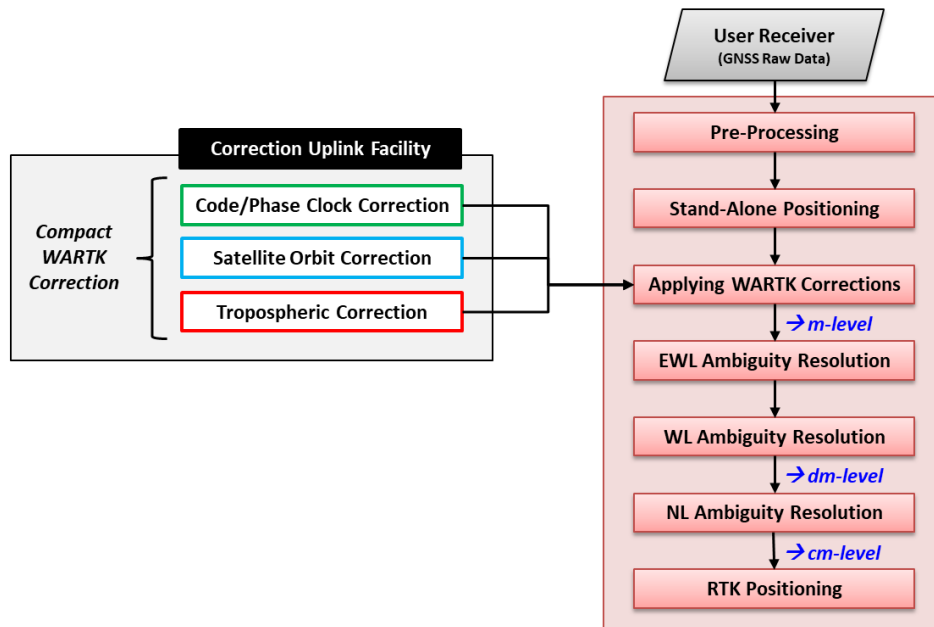 User Receiver
(GNSS Raw Data)
Pre-Processing
Correction Uplink Facility
Code/Phase Clock Correction
Stand-Alone Positioning
Compact
WARTK
Correction
Satellite Orbit Correction
Applying WARTK Corrections
Tropospheric Correction
→ m-level
EWL Ambiguity Resolution
WL Ambiguity Resolution
→ dm-level
NL Ambiguity Resolution
→ cm-level
RTK Positioning